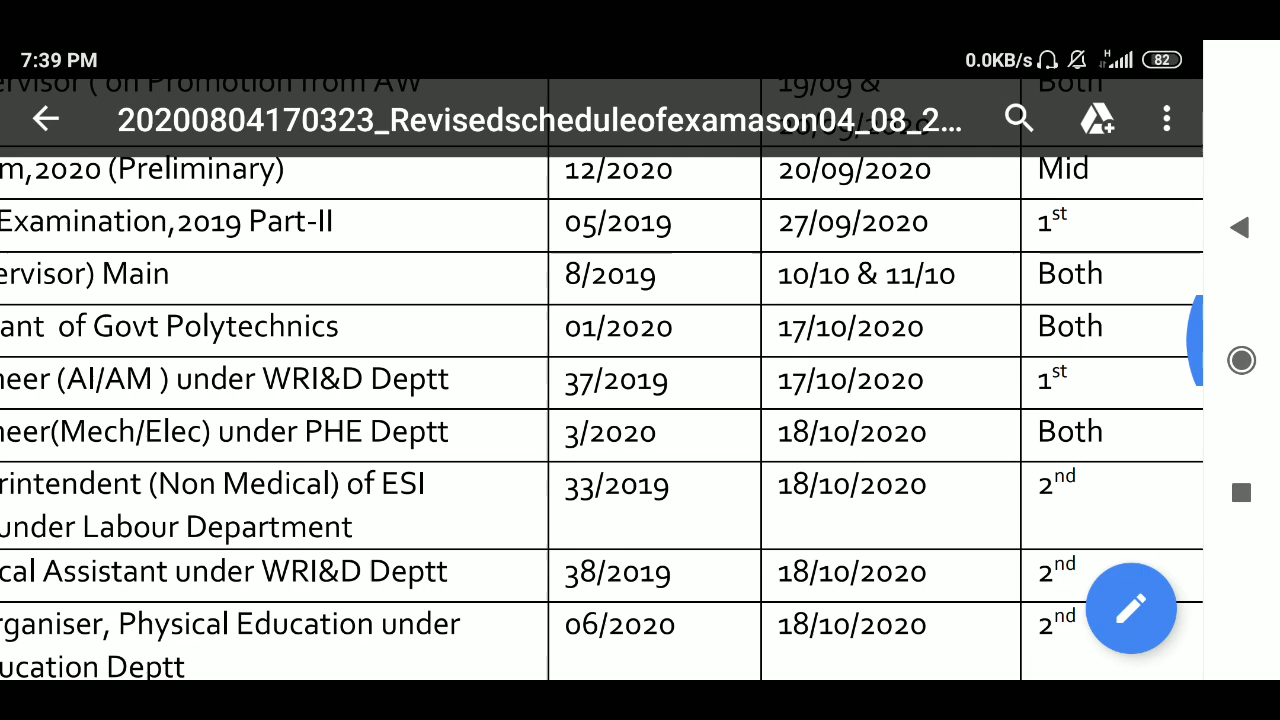 7:39 PM 0.0KB/s H 82
ervisor ( on Promotion from AW 19/09 & Both
20200804170323_Revisedscheduleofexamason04_08_2...
m,2020 (Preliminary) 12/2020 20/09/2020 Mid
Examination,2019 Part-II 05/2019 27/09/2020 1st
ervisor) Main 8/2019 10/10 & 11/10 Both
ant of Govt Polytechnics 01/2020 17/10/2020 Both
neer (AI/AM ) under WRI&D Deptt 37/2019 17/10/2020 1st
neer(Mech/Elec) under PHE Deptt 3/2020 18/10/2020 Both
rintendent (Non Medical) of ESI 33/2019 18/10/2020 2nd
under Labour Department
cal Assistant under WRI&D Deptt 38/2019 18/10/2020 2nd
rganiser, Physical Education under 06/2020 18/10/2020 2nd
ucation Deptt